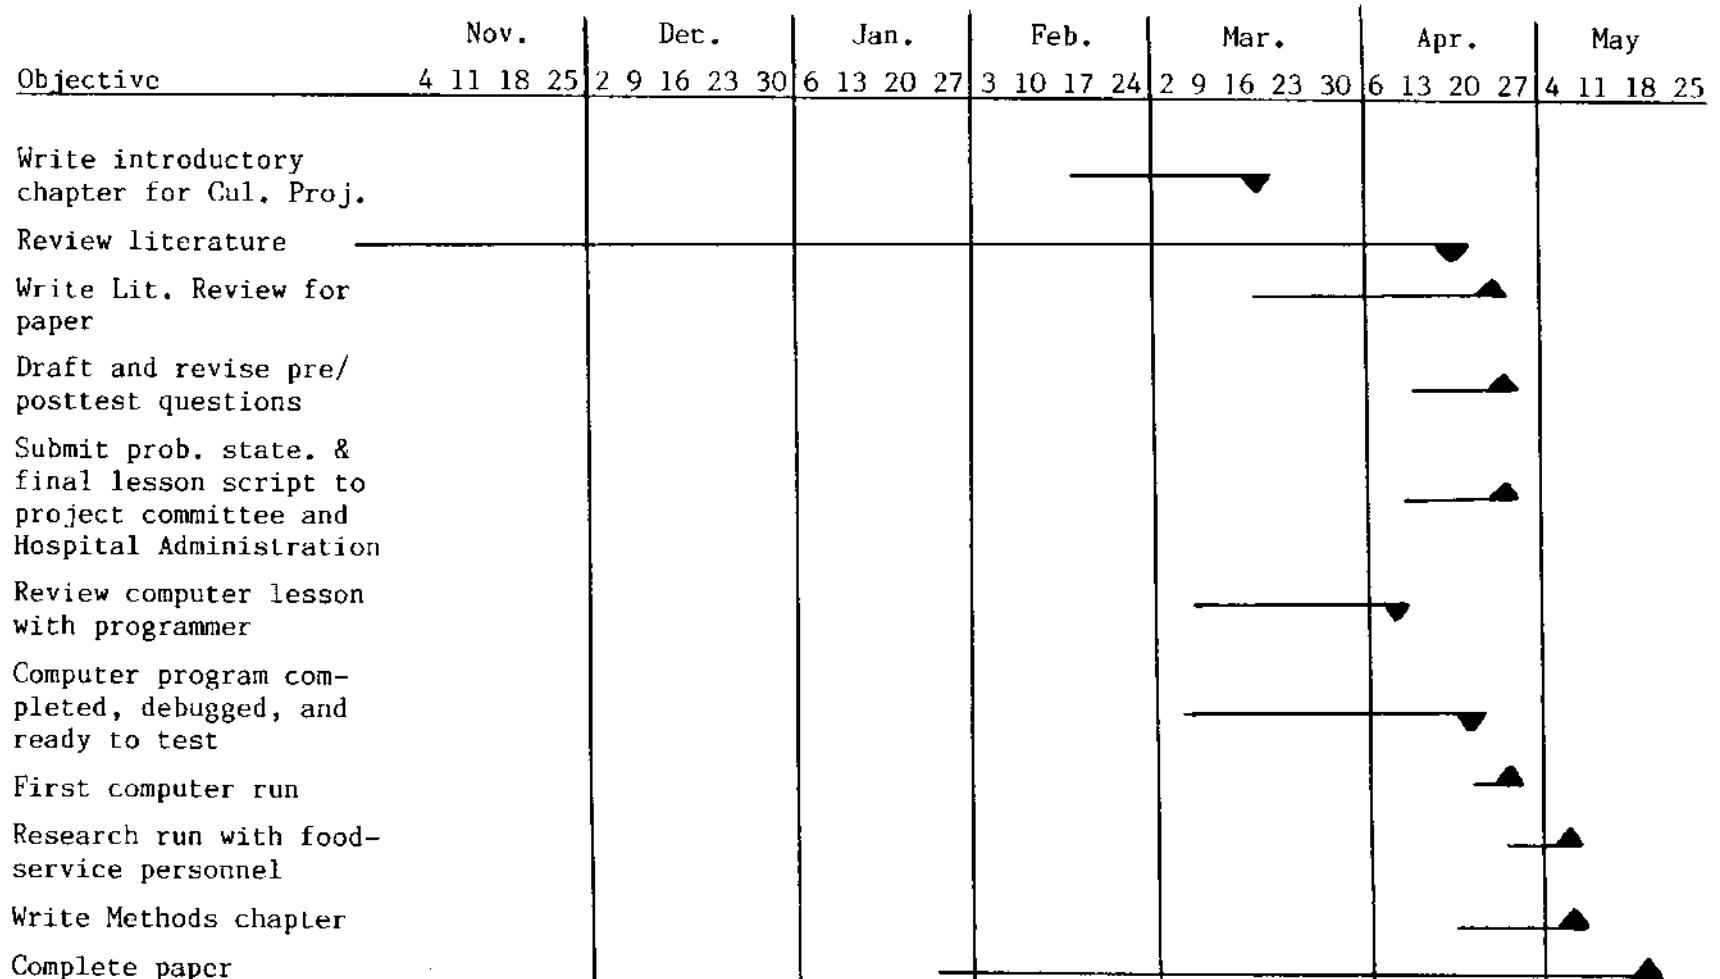 Nov. Dec. Jan. Feb. Mar. Apr. May
Objective 4 11 18 25 2 9 16 23 30 6 13 20 27 3 10 17 24 2 9 16 23 30 6 13 20 27 4 11 18 25
Write introductory
chapter for Cul. Proj.
Review literature
Write Lit. Review for
paper
Draft and revise pre/
posttest questions
Submit prob. state. &
final lesson script to
project committee and
Hospital Administration
Review computer lesson
with programmer
Computer program com-
pleted, debugged, and
ready to test
First computer run
Research run with food-
service personnel
Write Methods chapter
Complete paper